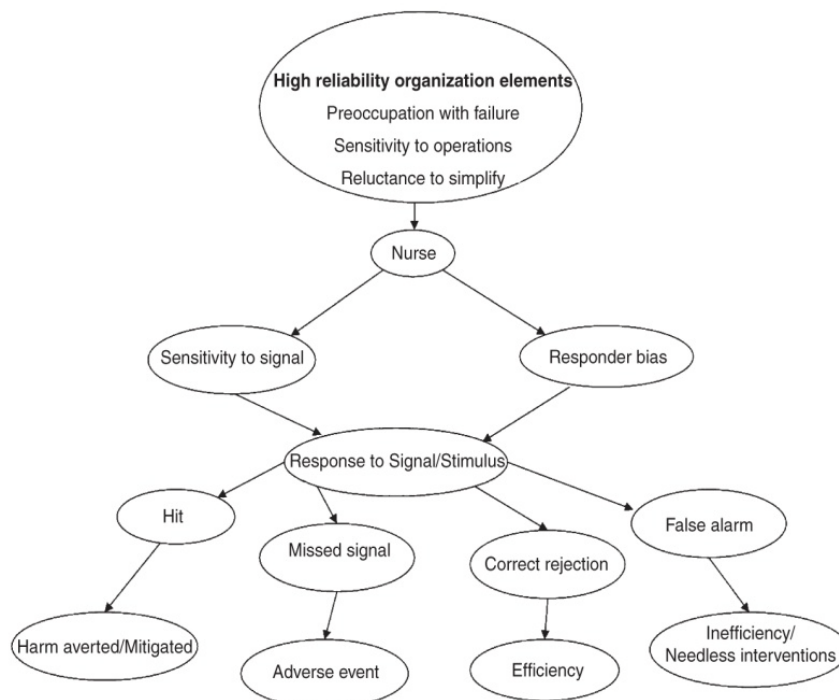 High reliability organization elements
Preoccupation with failure
Sensitivity to operations
Reluctance to simplify
Nurse
Sensitivity to signal
Responder bias
Response to Signal/Stimulus
Hit
Missed signal
Correct rejection
False alarm
Harm averted/Mitigated
Adverse event
Efficiency
Inefficiency/
Needless interventions